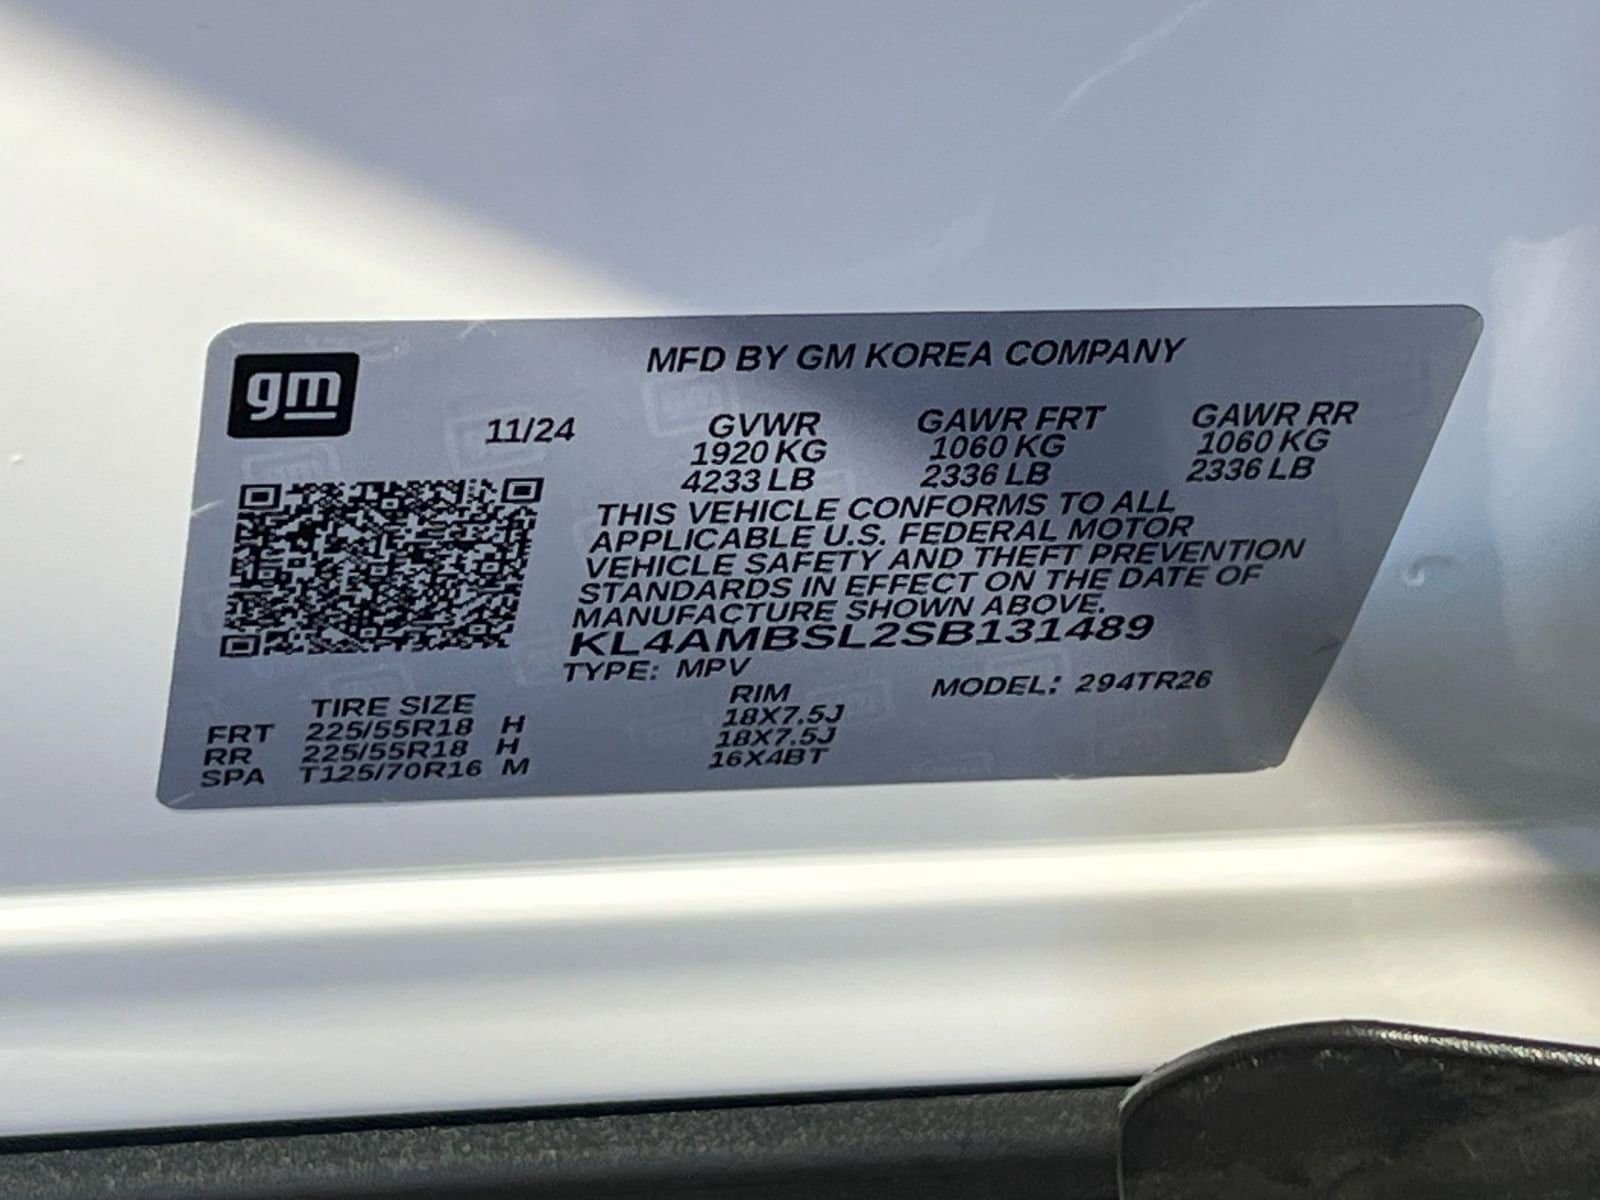 gm
MFD BY GM KOREA COMPANY
11/24 GVWR GAWR FRT GAWR RR
1920 KG 1060 KG 1060 KG
4233 LB 2336 LB 2336 LB
THIS VEHICLE CONFORMS TO ALL
APPLICABLE U.S. FEDERAL MOTOR
VEHICLE SAFETY AND THEFT PREVENTION
STANDARDS IN EFFECT ON THE DATE OF
MANUFACTURE SHOWN ABOVE.
KL4AMBSL2SB131489
TYPE: MPV MODEL: 294TR26
TIRE SIZE RIM
FRT 225/55R18 H 18X7.5J
RR 225/55R18 H 18X7.5J
SPA T125/70R16 M 16X4BT